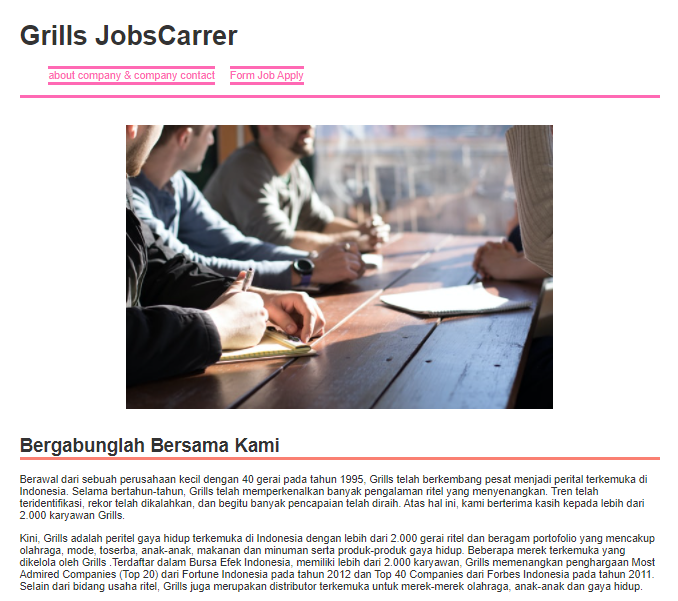 Grills JobsCarrer
about company & company contact Form Job Apply
Bergabunglah Bersama Kami
Berawal dari sebuah perusahaan kecil dengan 40 gerai pada tahun 1995, Grills telah berkembang pesat menjadi perital terkemuka di
Indonesia. Selama bertahun-tahun, Grills telah memperkenalkan banyak pengalaman ritel yang menyenangkan. Tren telah
teridentifikasi, rekor telah dikalahkan, dan begitu banyak pencapaian telah diraih. Atas hal ini, kami berterima kasih kepada lebih dari
2.000 karyawan Grills.
Kini, Grills adalah peritel gaya hidup terkemuka di Indonesia dengan lebih dari 2.000 gerai ritel dan beragam portofolio yang mencakup
olahraga, mode, toserba, anak-anak, makanan dan minuman serta produk-produk gaya hidup. Beberapa merek terkemuka yang
dikelola oleh Grills .Terdaftar dalam Bursa Efek Indonesia, memiliki lebih dari 2.000 karyawan, Grills memenangkan penghargaan Most
Admired Companies (Top 20) dari Fortune Indonesia pada tahun 2012 dan Top 40 Companies dari Forbes Indonesia pada tahun 2011.
Selain dari bidang usaha ritel, Grills juga merupakan distributor terkemuka untuk merek-merek olahraga, anak-anak dan gaya hidup.